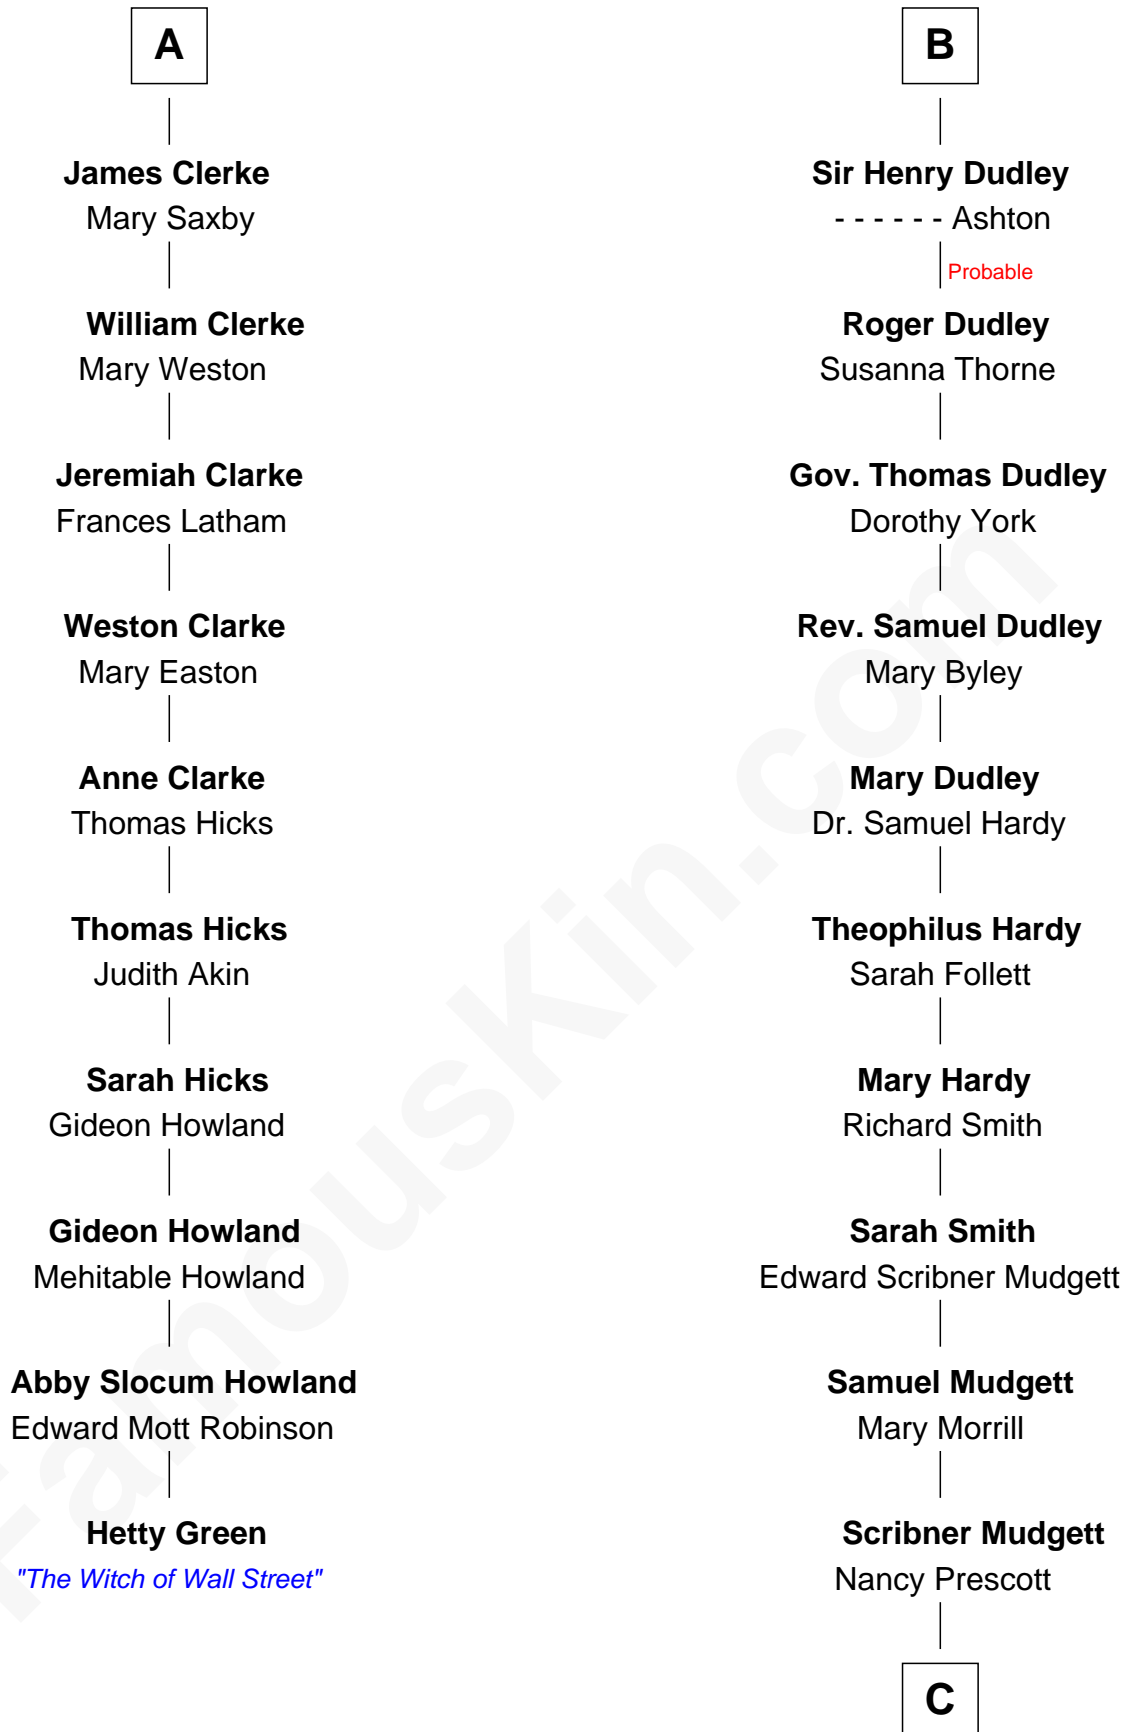 A
James Clerke
Mary Saxby
William Clerke
Mary Weston
Jeremiah Clarke
Frances Latham
Weston Clarke
Mary Easton
Anne Clarke
Thomas Hicks
Thomas Hicks
Judith Akin
Sarah Hicks
Gideon Howland
Gideon Howland
Mehitable Howland
Abby Slocum Howland
Edward Mott Robinson
Hetty Green
"The Witch of Wall Street"
B
Sir Henry Dudley
- - - - - - Ashton
Probable
Roger Dudley
Susanna Thorne
Gov. Thomas Dudley
Dorothy York
Rev. Samuel Dudley
Mary Byley
Mary Dudley
Dr. Samuel Hardy
Theophilus Hardy
Sarah Follett
Mary Hardy
Richard Smith
Sarah Smith
Edward Scribner Mudgett
Samuel Mudgett
Mary Morrill
Scribner Mudgett
Nancy Prescott
C
FamousKin.com